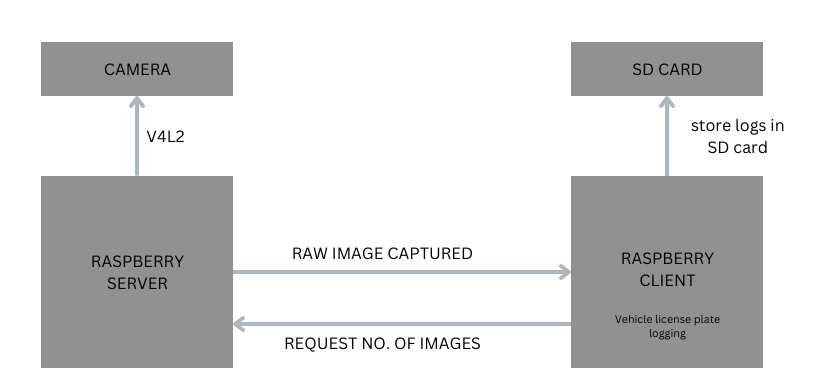 CAMERA
SD CARD
V4L2
store logs in
SD card
RASPBERRY
SERVER
RAW IMAGE CAPTURED
RASPBERRY
CLIENT
Vehicle license plate
logging
REQUEST NO. OF IMAGES